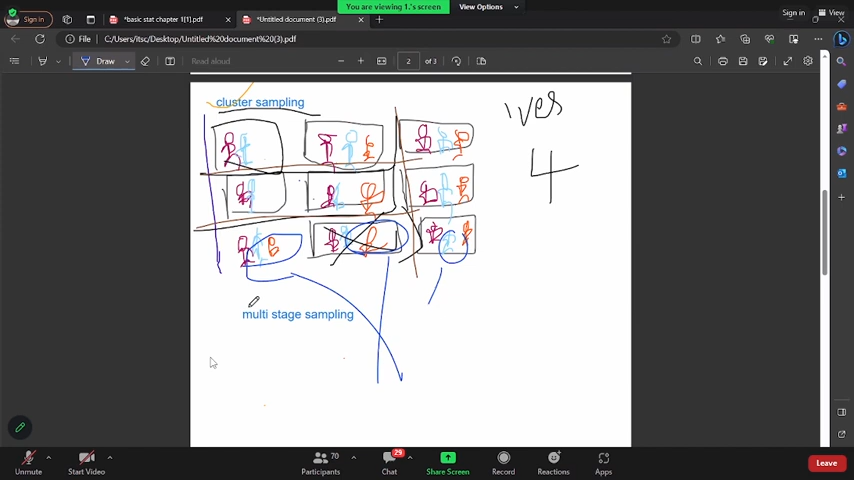 You are viewing 1.'s screen
View Options
Sign in
View
Sign in
*basic stat chapter 1[1].pdf
*Untitled document (3).pdf
File
C:/Users/itsc/Desktop/Untitled%20document%20(3).pdf
Draw
Read aloud
2
of 3
cluster sampling
4
multi stage sampling
70
29
Unmute
Start Video
Participants
Chat
Share Screen
Record
Reactions
Apps
Leave